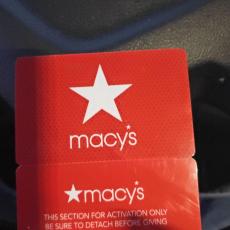 macy's
macy's
THIS SECTION FOR ACTIVATION ONLY
BE SURE TO DETACH BEFORE GIVING